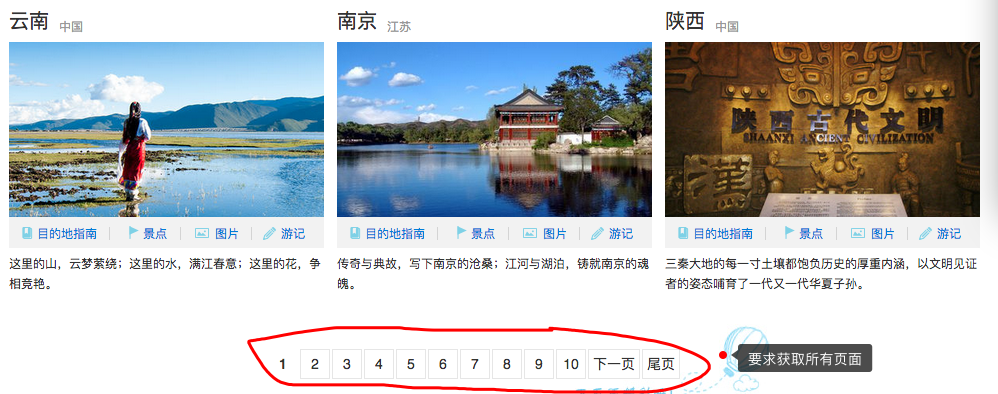 云南 中国
南京 江苏
陕西 中国
陕西古代文明
SHAANXI ANCIENT CIVILIZATION
目的地指南 景点 图片 游记
目的地指南 景点 图片 游记
目的地指南 景点 图片 游记
这里的山，云梦萦绕；这里的水，满江春意；这里的花，争
相竞艳。
传奇与典故，写下南京的沧桑；江河与湖泊，铸就南京的魂
魄。
三秦大地的每一寸土壤都饱负历史的厚重内涵，以文明见证
者的姿态哺育了一代又一代华夏子孙。
1 2 3 4 5 6 7 8 9 10 下一页 尾页
要求获取所有页面